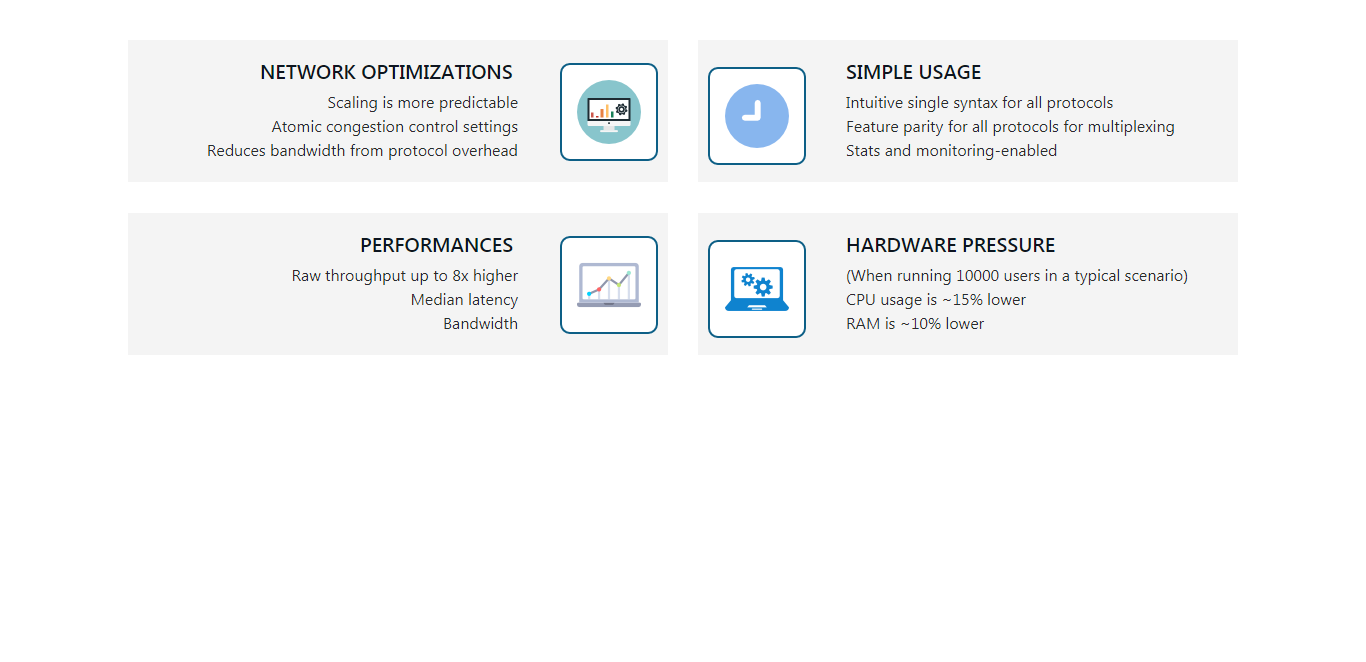 NETWORK OPTIMIZATIONS
Scaling is more predictable
Atomic congestion control settings
Reduces bandwidth from protocol overhead
SIMPLE USAGE
Intuitive single syntax for all protocols
Feature parity for all protocols for multiplexing
Stats and monitoring-enabled
PERFORMANCES
Raw throughput up to 8x higher
Median latency
Bandwidth
HARDWARE PRESSURE
(When running 10000 users in a typical scenario)
CPU usage is ~15% lower
RAM is ~10% lower